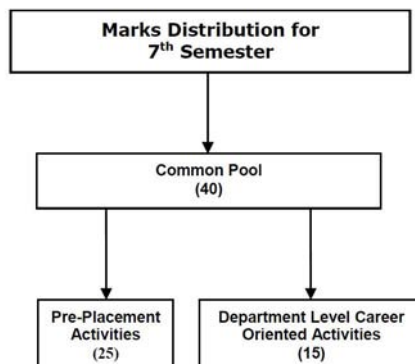 Marks Distribution for
7th Semester
Common Pool
(40)
Pre-Placement
Activities
(25)
Department Level Career
Oriented Activities
(15)